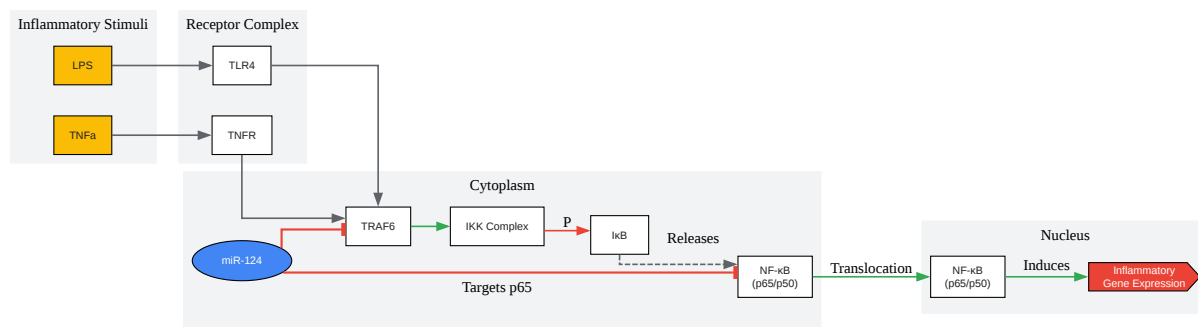 Inflammatory Stimuli
Receptor Complex
LPS
TLR4
TNFa
TNFR
Cytoplasm
TRAF6
IKK Complex
P
IκB
Releases
miR-124
Targets p65
NF-κB
(p65/p50)
Translocation
Nucleus
NF-κB
(p65/p50)
Induces
Inflammatory
Gene Expression